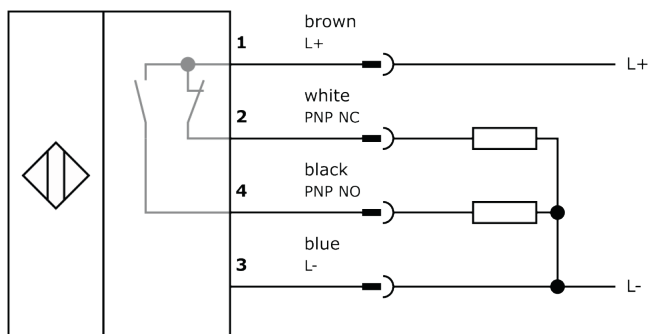 brown
1 L+ L+
white
2 PNP NC
black
4 PNP NO
blue
3 L- L-